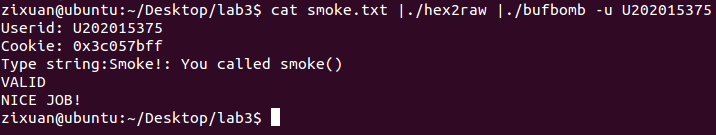 zixuan@ubuntu:~/Desktop/lab3$ cat smoke.txt |./hex2raw |./bufbomb -u U202015375
Userid: U202015375
Cookie: 0x3c057bff
Type string:Smoke!: You called smoke()
VALID
NICE JOB!
zixuan@ubuntu:~/Desktop/lab3$